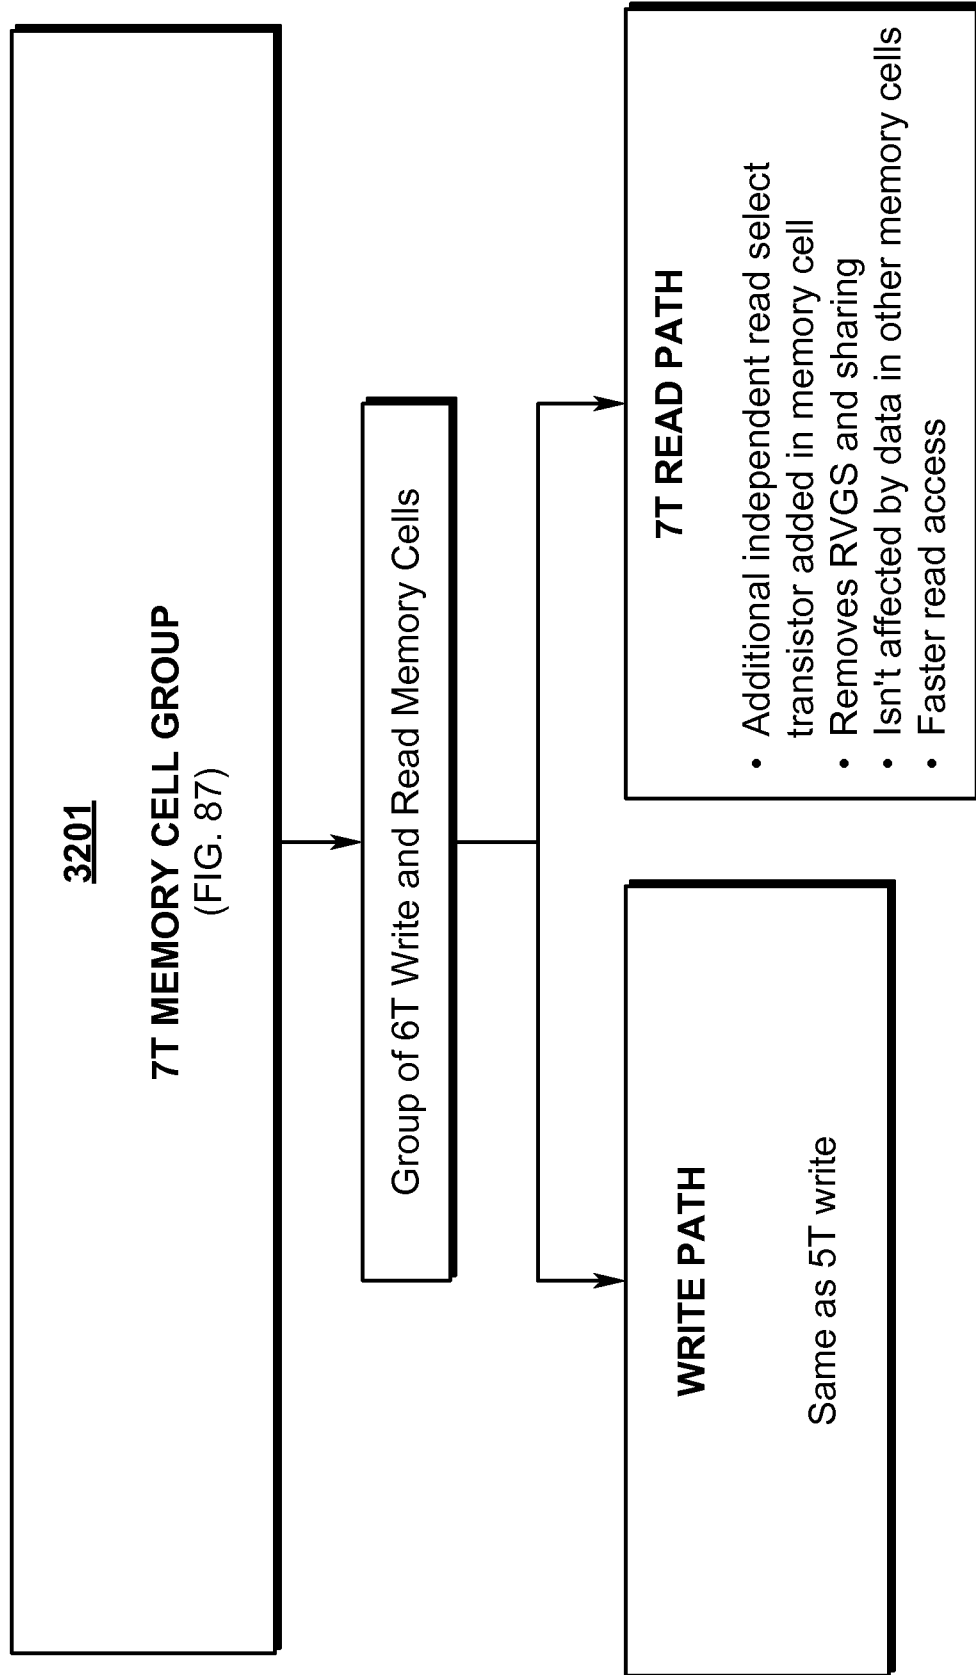 3201
7T MEMORY CELL GROUP
(FIG. 87)
Group of 6T Write and Read Memory Cells
WRITE PATH
Same as 5T write
7T READ PATH
• Additional independent read select
transistor added in memory cell
• Removes RVGS and sharing
• Isn't affected by data in other memory cells
• Faster read access